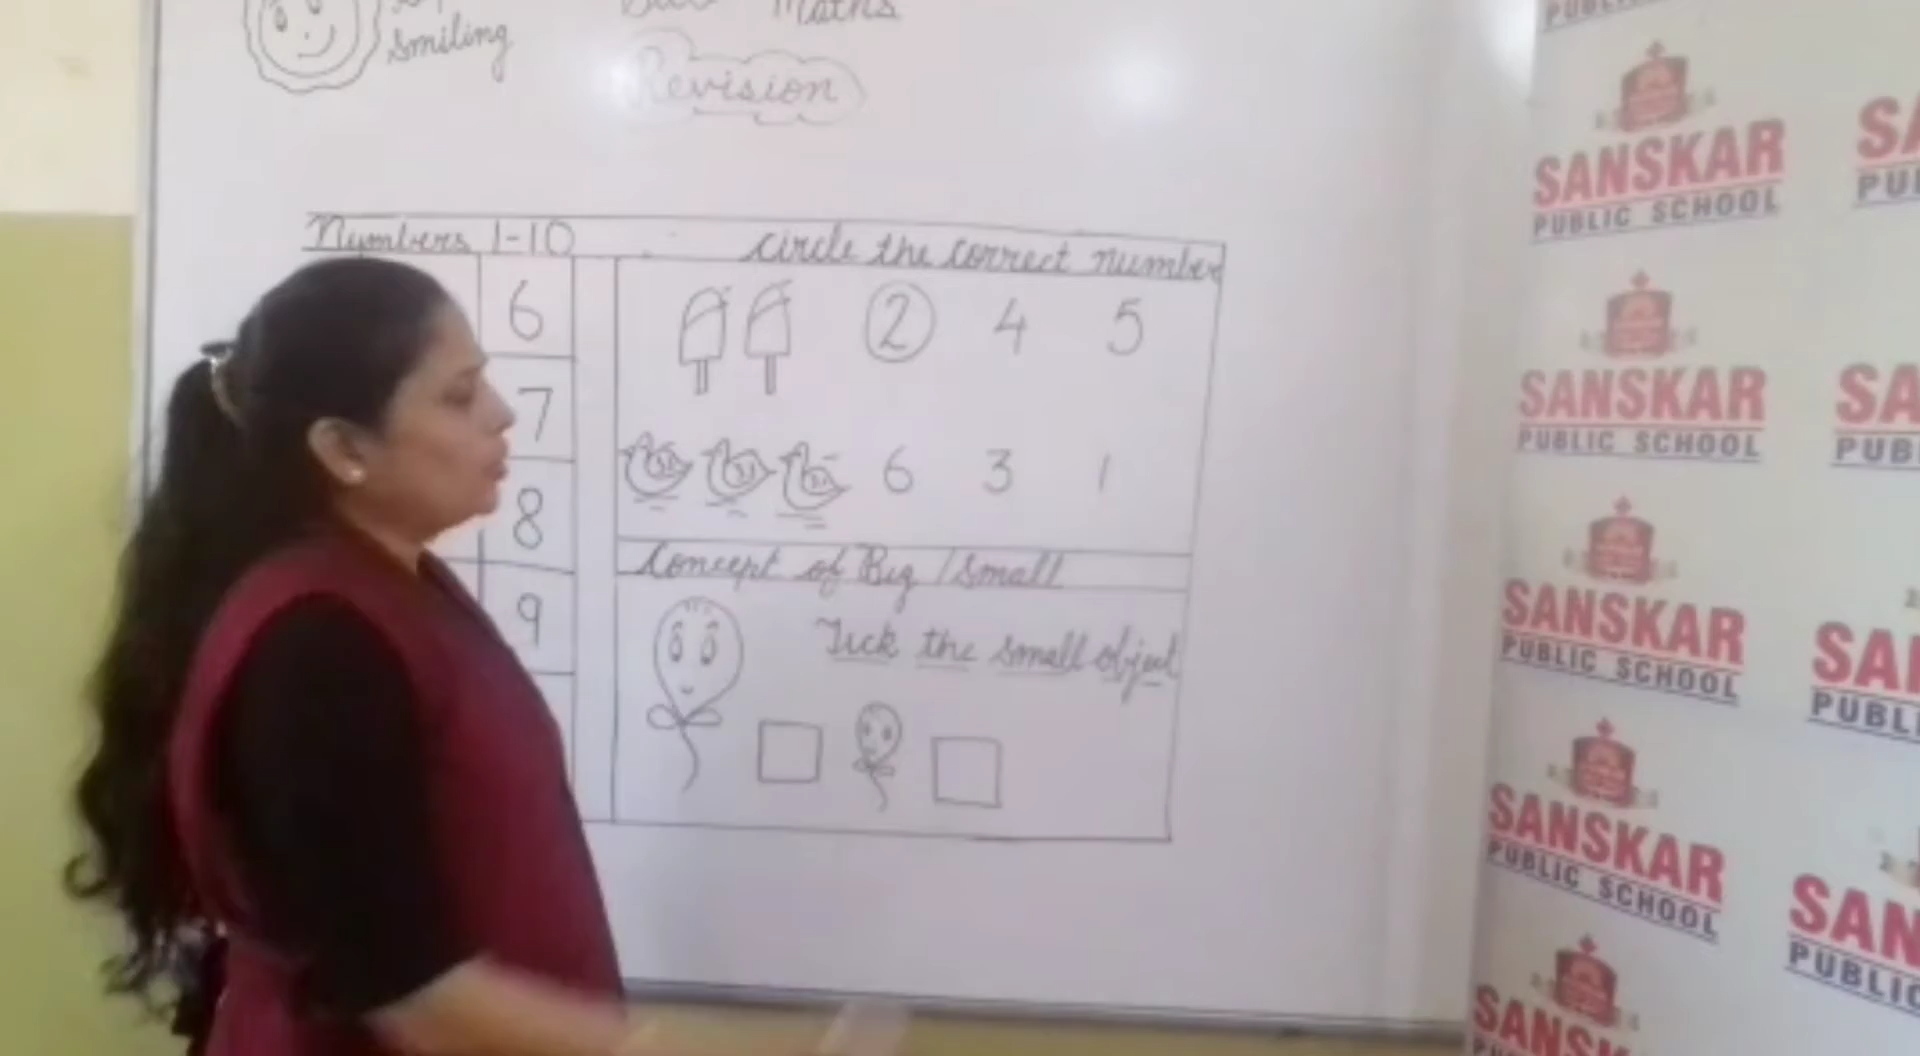 Smiling
Maths
Revision
Numbers 1-10
circle the correct number
6
7
8
9
2 4 5
6 3 1
Concept of Big / Small
Tick the small object
SANSKAR
PUBLIC SCHOOL
SANSKAR
PUBLIC SCHOOL
SANSKAR
PUBLIC SCHOOL
SANSKAR
PUBLIC SCHOOL
SANSKAR